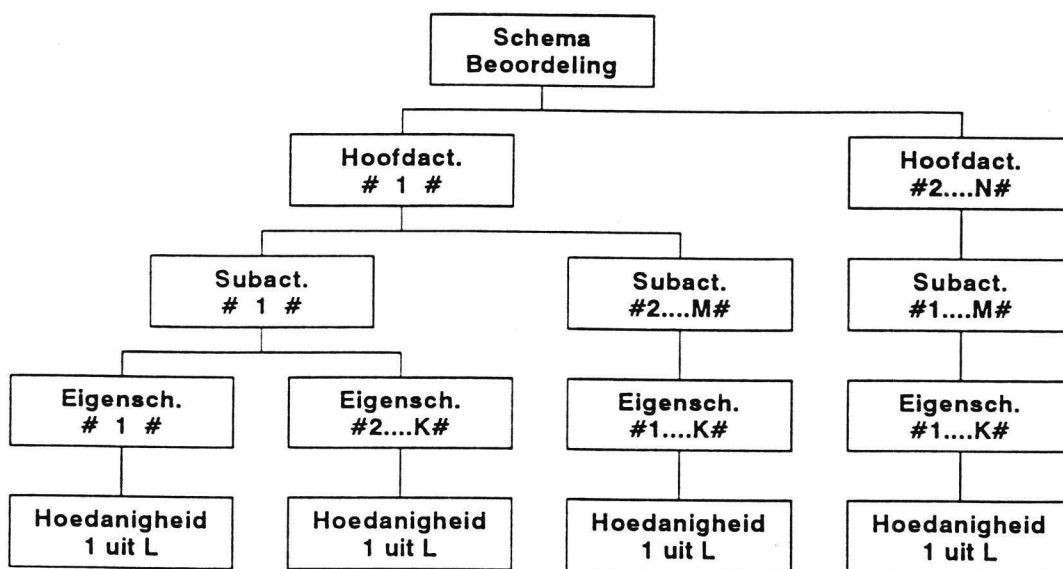 Schema
Beoordeling
Hoofdact.
# 1 #
Hoofdact.
#2....N#
Subact.
# 1 #
Subact.
#2....M#
Subact.
#1....M#
Eigensch.
# 1 #
Eigensch.
#2....K#
Eigensch.
#1....K#
Eigensch.
#1....K#
Hoedanigheid
1 uit L
Hoedanigheid
1 uit L
Hoedanigheid
1 uit L
Hoedanigheid
1 uit L